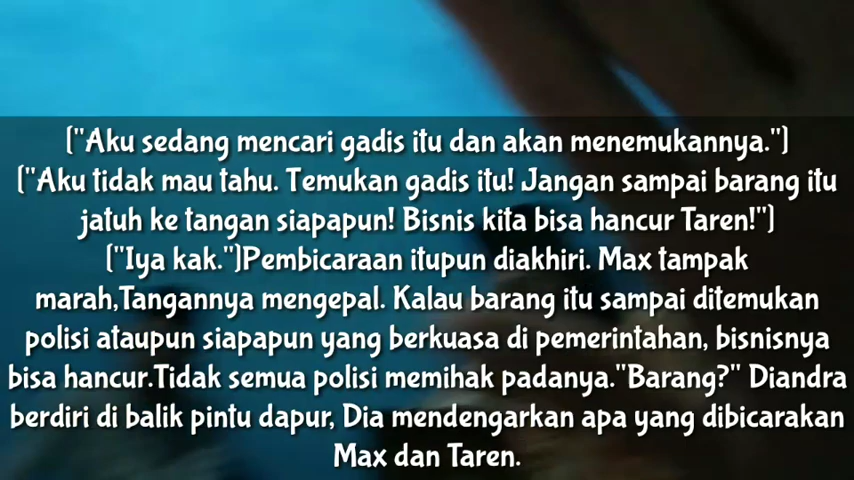 ("Aku sedang mencari gadis itu dan akan menemukannya.")
("Aku tidak mau tahu. Temukan gadis itu! Jangan sampai barang itu
jatuh ke tangan siapapun! Bisnis kita bisa hancur Taren!")
("Iya kak.")Pembicaraan itupun diakhiri. Max tampak
marah,Tangannya mengepal. Kalau barang itu sampai ditemukan
polisi ataupun siapapun yang berkuasa di pemerintahan, bisnisnya
bisa hancur.Tidak semua polisi memihak padanya."Barang?" Diandra
berdiri di balik pintu dapur, Dia mendengarkan apa yang dibicarakan
Max dan Taren.